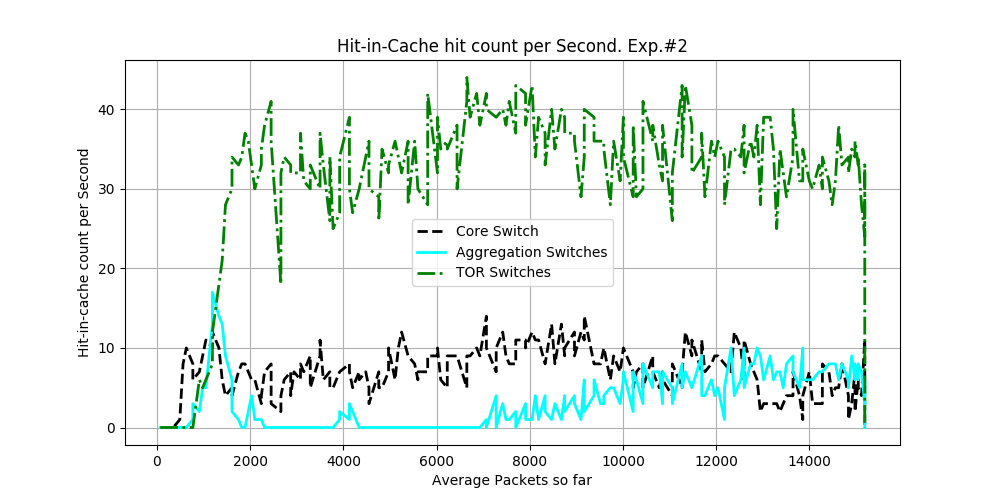 Hit-in-Cache hit count per Second. Exp.#2
Hit-in-cache count per Second
40
30
20
10
0
Core Switch
Aggregation Switches
TOR Switches
0 2000 4000 6000 8000 10000 12000 14000
Average Packets so far